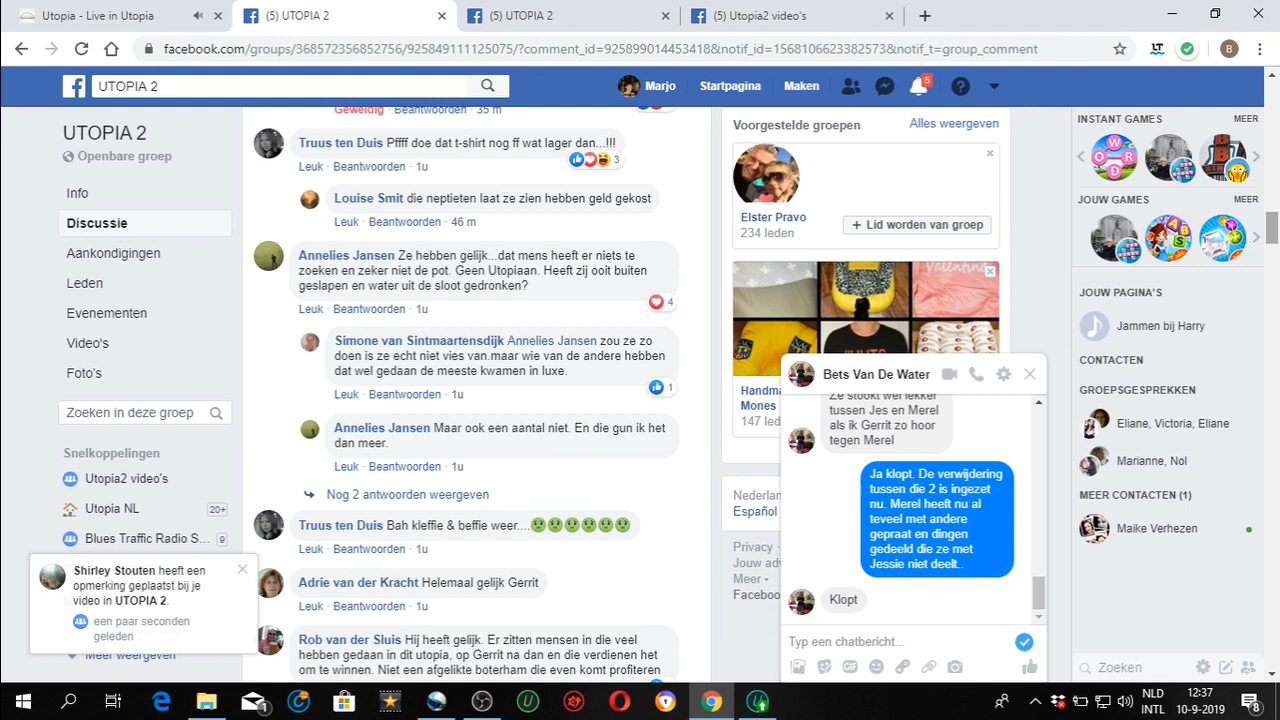 Utopia - Live in Utopia
(5) UTOPIA 2
(5) UTOPIA 2
(5) Utopia2 video's
facebook.com/groups/368572356852756/925849111125075/?comment_id=925899014453418&notif_id=1568106623382573&notif_t=group_comment
B
UTOPIA 2
Marjo
Startpagina
Maken
5
UTOPIA 2
Openbare groep
Info
Discussie
Aankondigingen
Leden
Evenementen
Video's
Foto's
Zoeken in deze groep
Snelkoppelingen
Utopia2 video's
Utopia NL 20+
Blues Traffic Radio S... 9
Meer weergeven
Shirley Stouten heeft een
opmerking geplaatst bij je
video in UTOPIA 2.
een paar seconden
geleden
Geweldig · Beantwoorden · 35 m
Truus ten Duis Pffff doe dat t-shirt nog ff wat lager dan...!!!
3
Leuk · Beantwoorden · 1u
Louise Smit die neptieten laat ze zien hebben geld gekost
Leuk · Beantwoorden · 46 m
Annelies Jansen Ze hebben gelijk...dat mens heeft er niets te
zoeken en zeker niet de pot. Geen Utopiaan. Heeft zij ooit buiten
geslapen en water uit de sloot gedronken?
4
Leuk · Beantwoorden · 1u
Simone van Sintmaartensdijk Annelies Jansen zou ze zo
doen is ze echt niet vies van.maar wie van de andere hebben
dat wel gedaan de meeste kwamen in luxe.
1
Leuk · Beantwoorden · 1u
Annelies Jansen Maar ook een aantal niet. En die gun ik het
dan meer.
Leuk · Beantwoorden · 1u
Nog 2 antwoorden weergeven
Truus ten Duis Bah kleffie & beffie weer....🤢🤢🤢🤢🤢🤢
Leuk · Beantwoorden · 1u
Adrie van der Kracht Helemaal gelijk Gerrit
Leuk · Beantwoorden · 1u
Rob van der Sluis Hij heeft gelijk. Er zitten mensen in die veel
hebben gedaan in dit utopia, op Gerrit na dan en die verdienen het
om te winnen. Niet een afgelikte boterham die even komt profiteren
Voorgestelde groepen
Alles weergeven
Elster Pravo
234 leden
+ Lid worden van groep
Handma
Mones
147 led
Nederlan
Español
Privacy ·
Jouw adv
Meer
Faceboo
Bets Van De Water
Ze stookt wel lekker
tussen Jes en Merel
als ik Gerrit zo hoor
tegen Merel
Ja klopt. De verwijdering
tussen die 2 is ingezet
nu. Merel heeft nu al
teveel met andere
gepraat en dingen
gedeeld die ze met
Jessie niet deelt..
Klopt
Typ een chatbericht...
GIF
INSTANT GAMES
MEER
JOUW GAMES
MEER
JOUW PAGINA'S
Jammen bij Harry
CONTACTEN
GROEPSGESPREKKEN
Eliane, Victoria, Eliane
Marianne, Nol
MEER CONTACTEN (1)
Maike Verhezen
Zoeken
NLD
INTL
12:37
10-9-2019
8